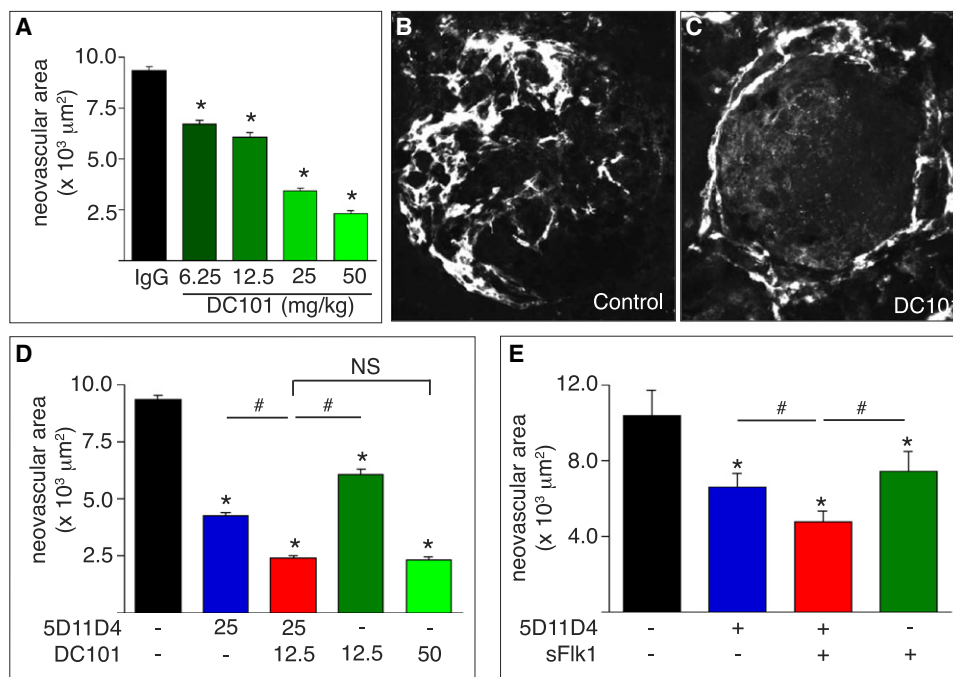 A
neovascular area
(x 10³ μm²)
10.0
7.5
5.0
2.5
* * * *
IgG 6.25 12.5 25 50
DC101 (mg/kg)
B
Control
C
DC10
D
neovascular area
(x 10³ μm²)
10.0
7.5
5.0
2.5
NS
# #
* * * *
5D11D4 - 25 25 - -
DC101 - - 12.5 12.5 50
E
neovascular area
(x 10³ μm²)
12.0
8.0
4.0
# #
* * *
5D11D4 - + + -
sFlk1 - - + +